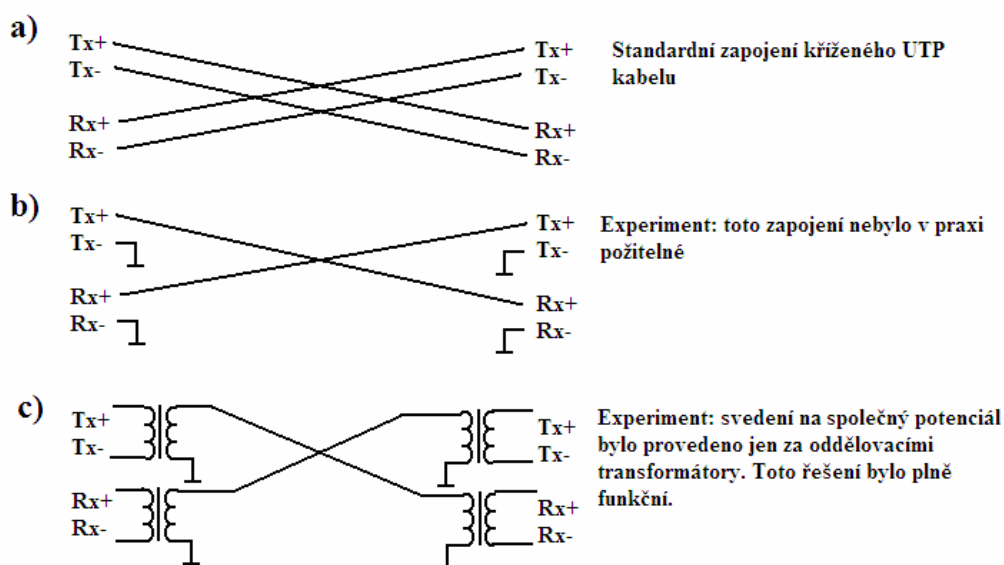 a)
Tx+
Tx-
Rx+
Rx-
Tx+
Tx-
Rx+
Rx-
Standardní zapojení kříženého UTP
kabelu
b)
Tx+
Tx-
Rx+
Rx-
Tx+
Tx-
Rx+
Rx-
Experiment: toto zapojení nebylo v praxi
požitelné
c)
Tx+
Tx-
Rx+
Rx-
Tx+
Tx-
Rx+
Rx-
Experiment: svedení na společný potenciál
bylo provedeno jen za oddělovacími
transformátory. Toto řešení bylo plně
funkční.